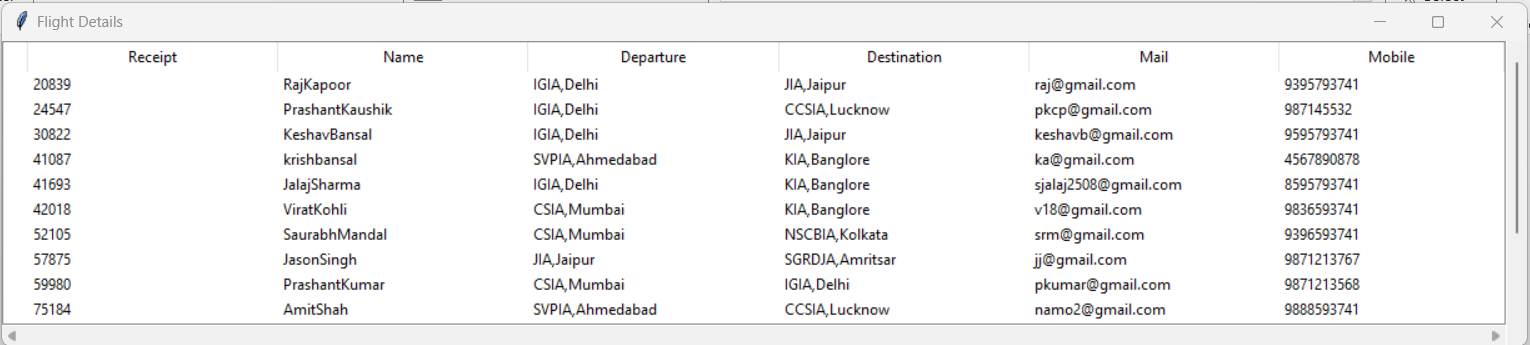 Flight Details
Receipt Name Departure Destination Mail Mobile
20839 RajKapoor IGIA,Delhi JIA,Jaipur raj@gmail.com 9395793741
24547 PrashantKaushik IGIA,Delhi CCSIA,Lucknow pkcp@gmail.com 987145532
30822 KeshavBansal IGIA,Delhi JIA,Jaipur keshavb@gmail.com 9595793741
41087 krishbansal SVPIA,Ahmedabad KIA,Banglore ka@gmail.com 4567890878
41693 JalajSharma IGIA,Delhi KIA,Banglore sjalaj2508@gmail.com 8595793741
42018 ViratKohli CSIA,Mumbai KIA,Banglore v18@gmail.com 9836593741
52105 SaurabhMandal CSIA,Mumbai NSCBIA,Kolkata srm@gmail.com 9396593741
57875 JasonSingh JIA,Jaipur SGRDJA,Amritsar jj@gmail.com 9871213767
59980 PrashantKumar CSIA,Mumbai IGIA,Delhi pkumar@gmail.com 9871213568
75184 AmitShah SVPIA,Ahmedabad CCSIA,Lucknow namo2@gmail.com 9888593741